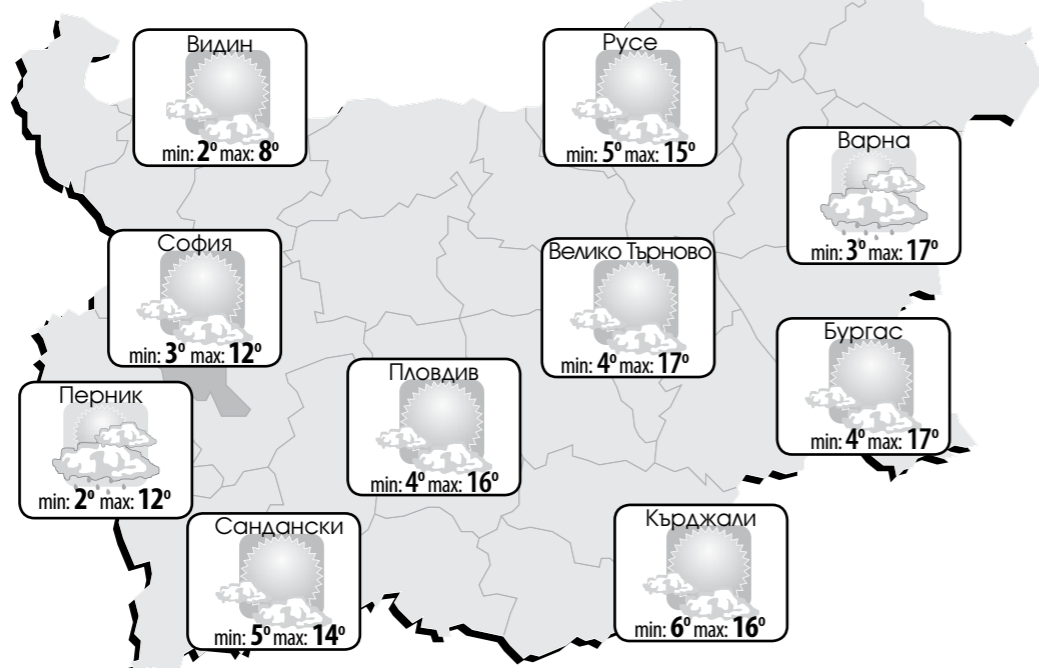 Видин
min: 2° max: 8°
Русе
min: 5° max: 15°
Варна
min: 3° max: 17°
София
min: 3° max: 12°
Велико Търново
min: 4° max: 17°
Бургас
min: 4° max: 17°
Пловдив
min: 4° max: 16°
Перник
min: 2° max: 12°
Сандански
min: 5° max: 14°
Кърджали
min: 6° max: 16°